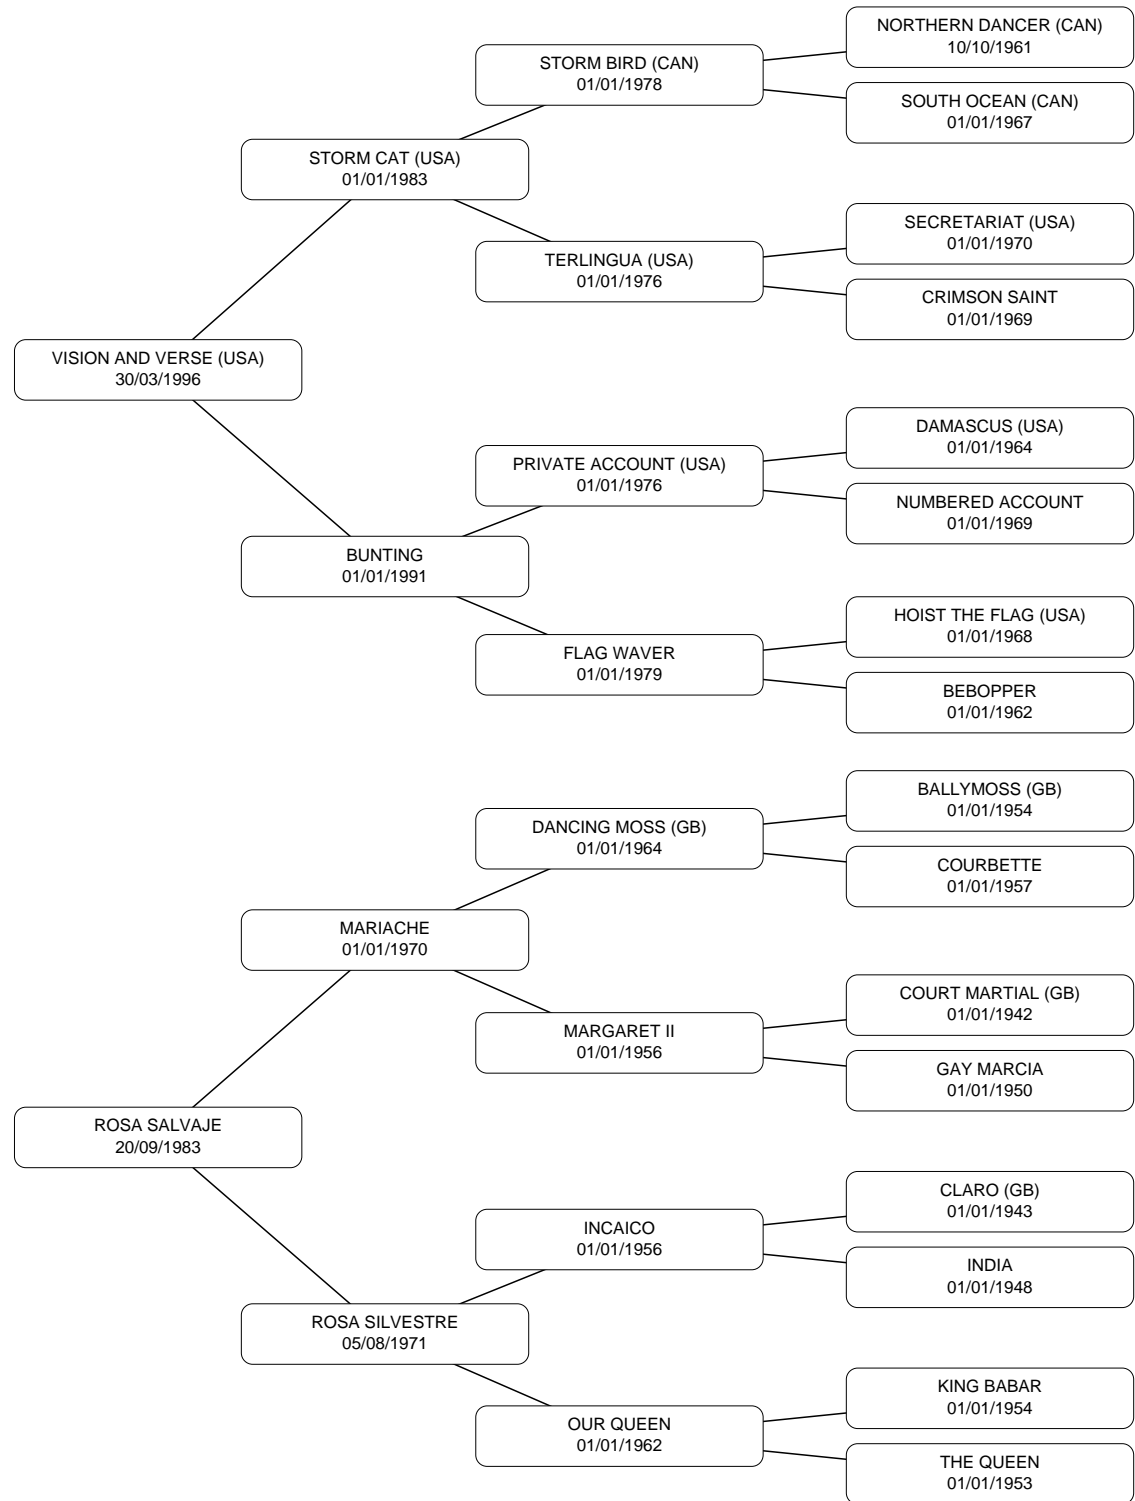 NORTHERN DANCER (CAN)
10/10/1961
STORM BIRD (CAN)
01/01/1978
SOUTH OCEAN (CAN)
01/01/1967
STORM CAT (USA)
01/01/1983
SECRETARIAT (USA)
01/01/1970
TERLINGUA (USA)
01/01/1976
CRIMSON SAINT
01/01/1969
VISION AND VERSE (USA)
30/03/1996
DAMASCUS (USA)
01/01/1964
PRIVATE ACCOUNT (USA)
01/01/1976
NUMBERED ACCOUNT
01/01/1969
BUNTING
01/01/1991
HOIST THE FLAG (USA)
01/01/1968
FLAG WAVER
01/01/1979
BEBOPPER
01/01/1962
BALLYMOSS (GB)
01/01/1954
DANCING MOSS (GB)
01/01/1964
COURBETTE
01/01/1957
MARIACHE
01/01/1970
COURT MARTIAL (GB)
01/01/1942
MARGARET II
01/01/1956
GAY MARCIA
01/01/1950
ROSA SALVAJE
20/09/1983
CLARO (GB)
01/01/1943
INCAICO
01/01/1956
INDIA
01/01/1948
ROSA SILVESTRE
05/08/1971
KING BABAR
01/01/1954
OUR QUEEN
01/01/1962
THE QUEEN
01/01/1953